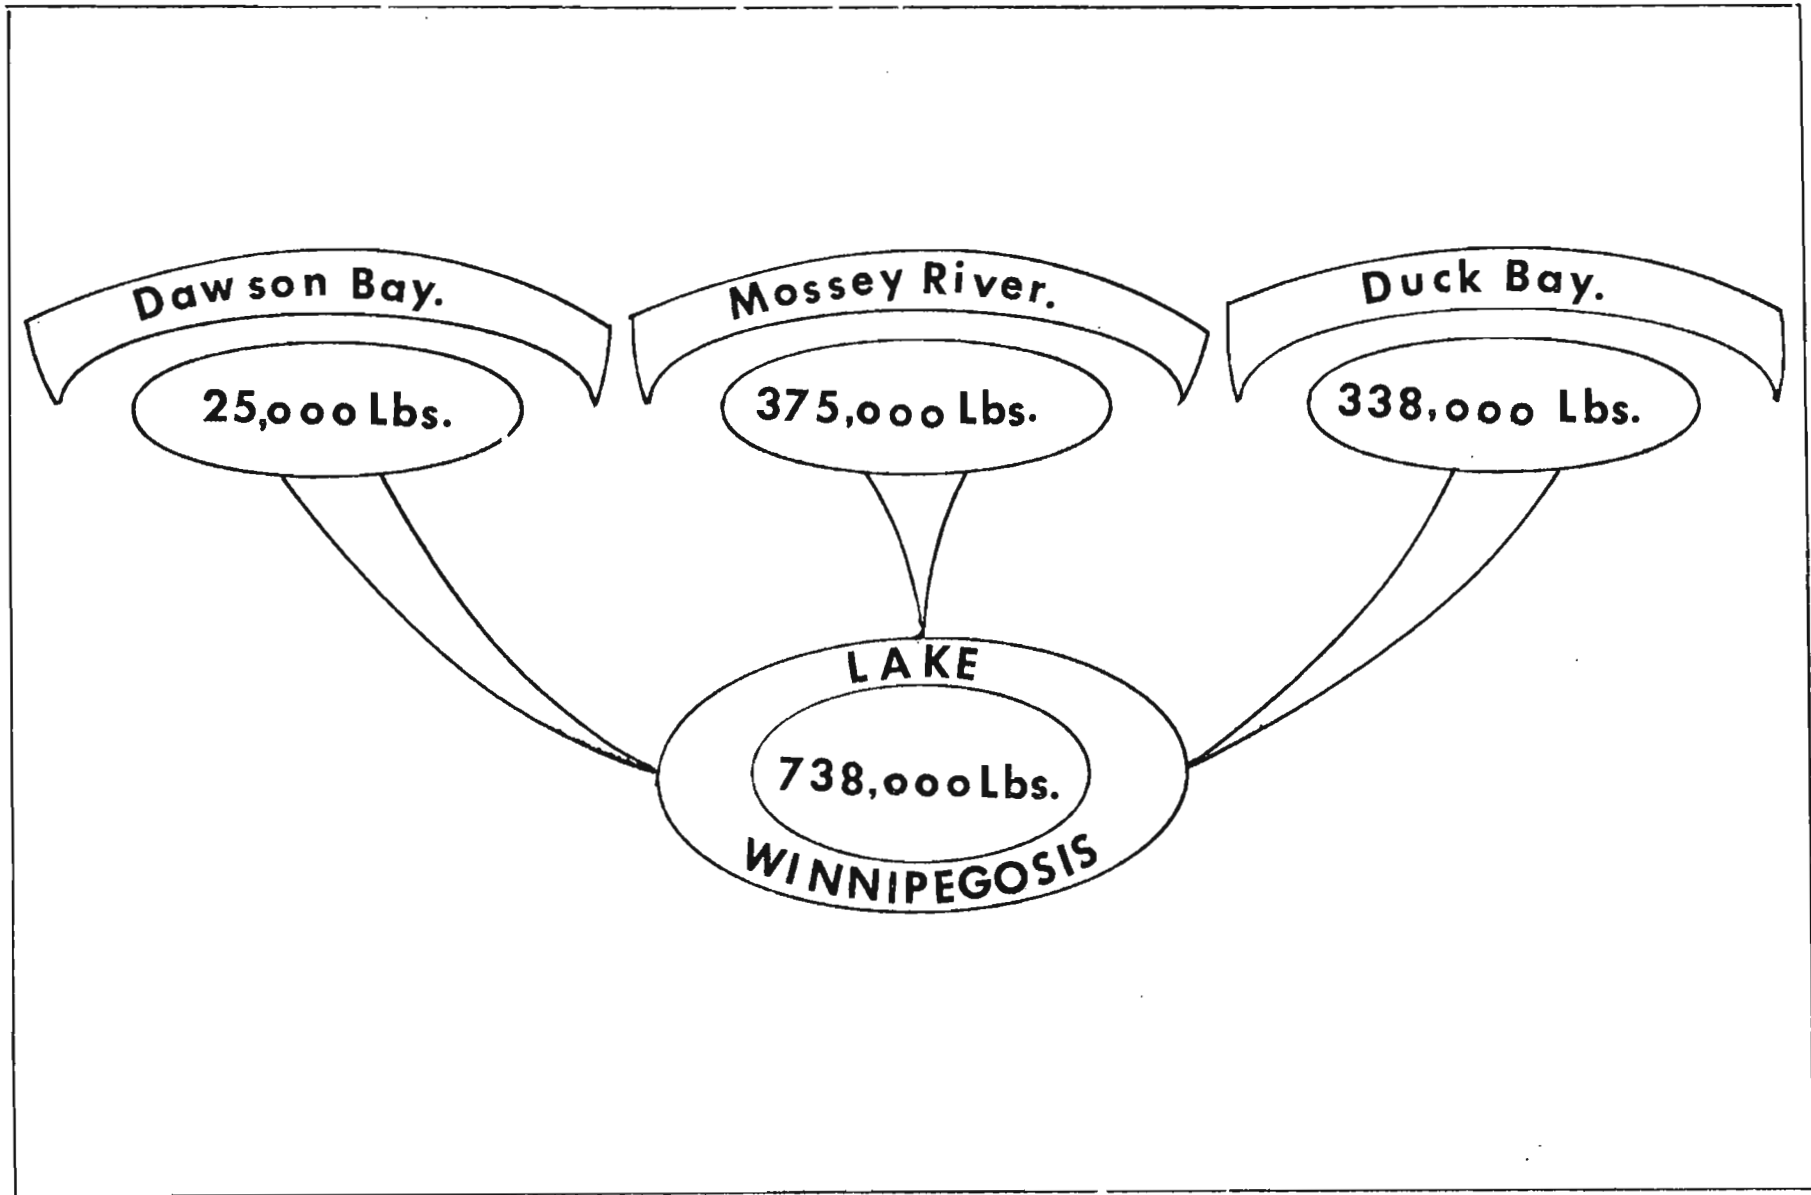 Dawson Bay.
25,000 Lbs.
Mossey River.
375,000 Lbs.
Duck Bay.
338,000 Lbs.
LAKE
738,000 Lbs.
WINNIPEGOSIS